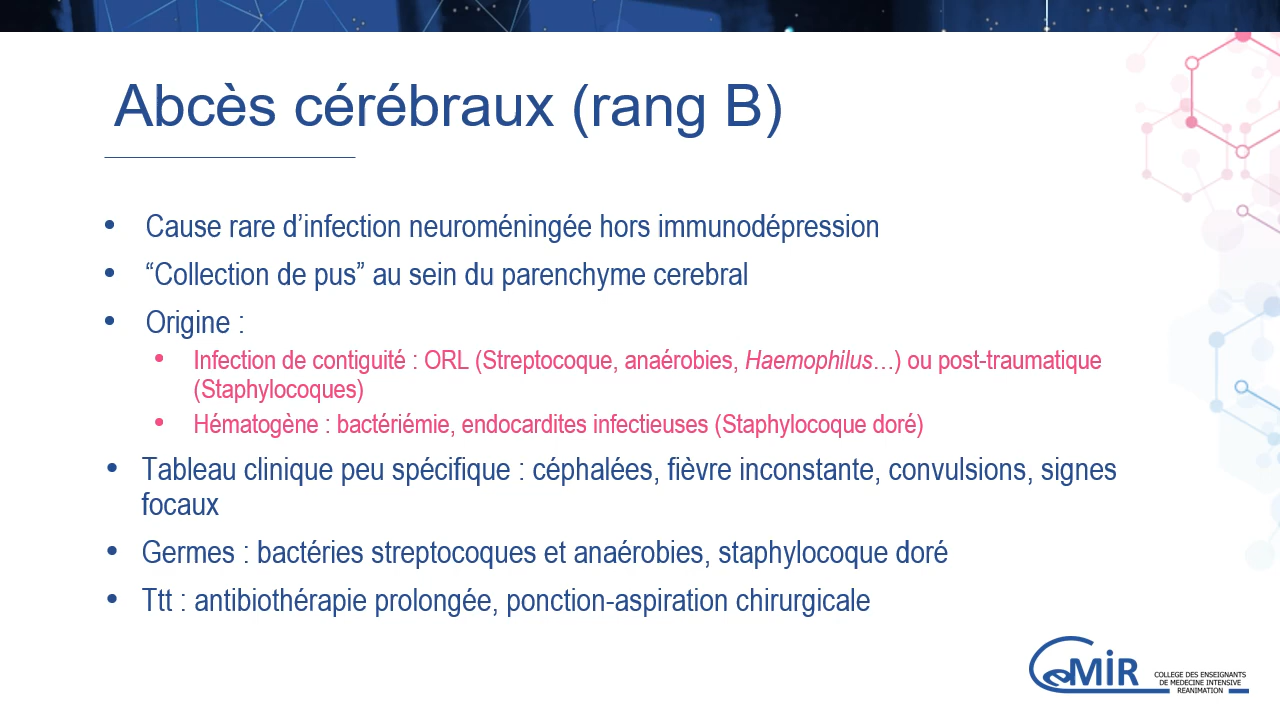 Abcès cérébraux (rang B)
• Cause rare d’infection neuroméningée hors immunodépression
• “Collection de pus” au sein du parenchyme cerebral
• Origine :
• Infection de contiguité : ORL (Streptocoque, anaérobies, Haemophilus…) ou post-traumatique
(Staphylocoques)
• Hématogène : bactériémie, endocardites infectieuses (Staphylocoque doré)
• Tableau clinique peu spécifique : céphalées, fièvre inconstante, convulsions, signes
focaux
• Germes : bactéries streptocoques et anaérobies, staphylocoque doré
• Ttt : antibiothérapie prolongée, ponction-aspiration chirurgicale
CeMIR
COLLEGE DES ENSEIGNANTS
DE MEDECINE INTENSIVE
REANIMATION